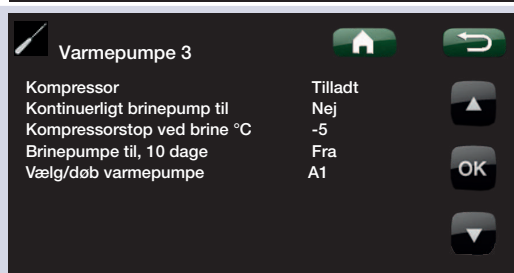 Varmepumpe 3
Kompressor Tilladt
Kontinuerligt brinepump til Nej
Kompressorstop ved brine °C -5
Brinepumpe til, 10 dage Fra
Vælg/døb varmepumpe A1
OK